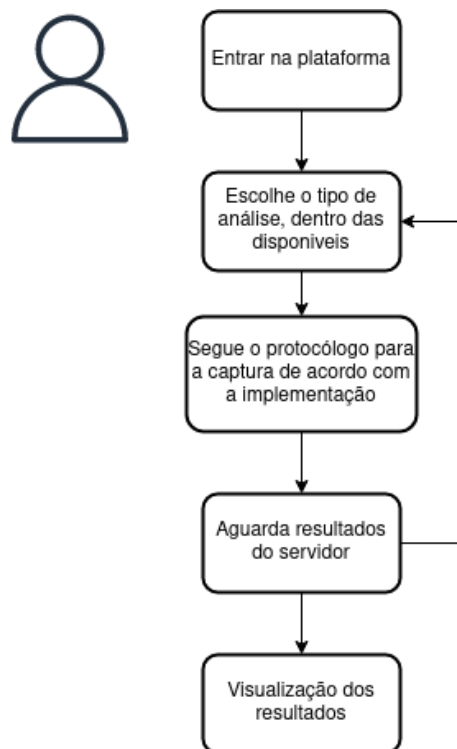 Entrar na plataforma
Escolhe o tipo de
análise, dentro das
disponiveis
Segue o protocólogo para
a captura de acordo com
a implementação
Aguarda resultados
do servidor
Visualização dos
resultados